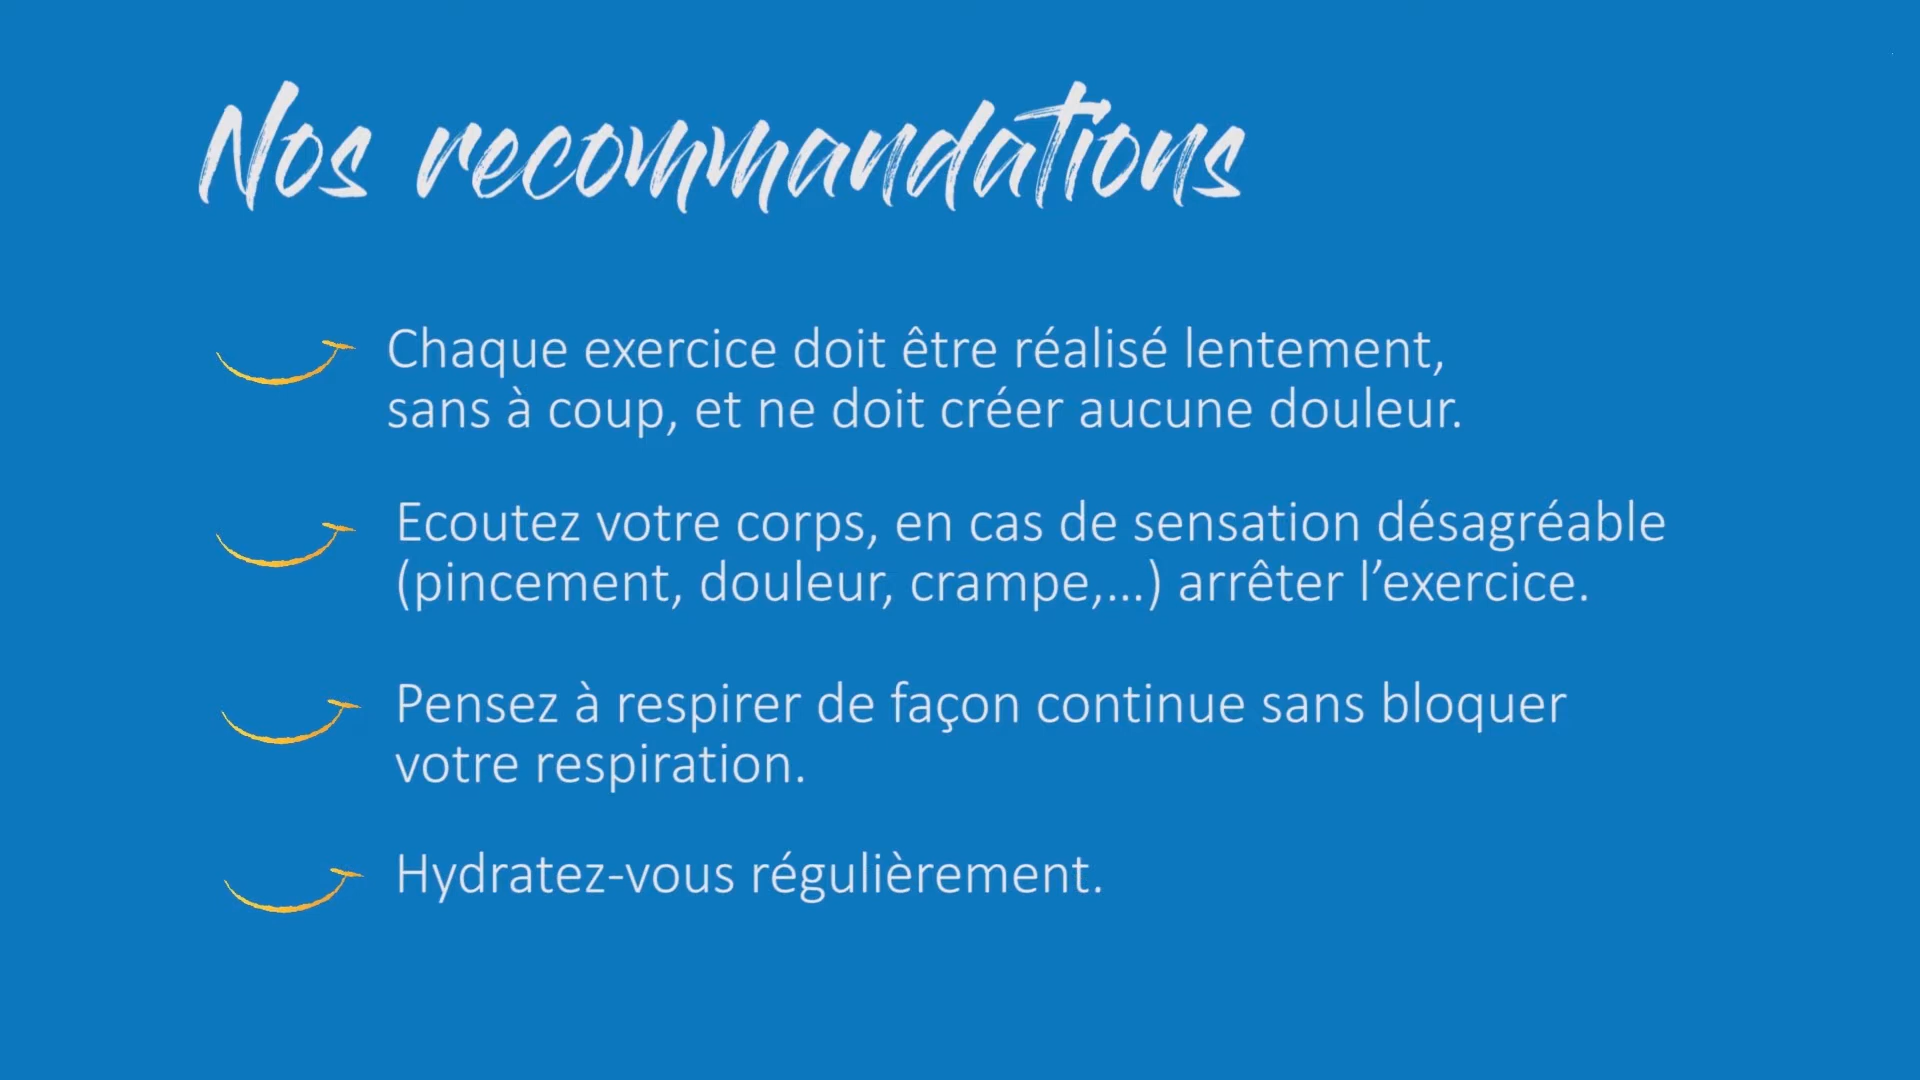 Nos recommandations
Chaque exercice doit être réalisé lentement,
sans à coup, et ne doit créer aucune douleur.
Ecoutez votre corps, en cas de sensation désagréable
(pincement, douleur, crampe,...) arrêter l’exercice.
Pensez à respirer de façon continue sans bloquer
votre respiration.
Hydratez-vous régulièrement.